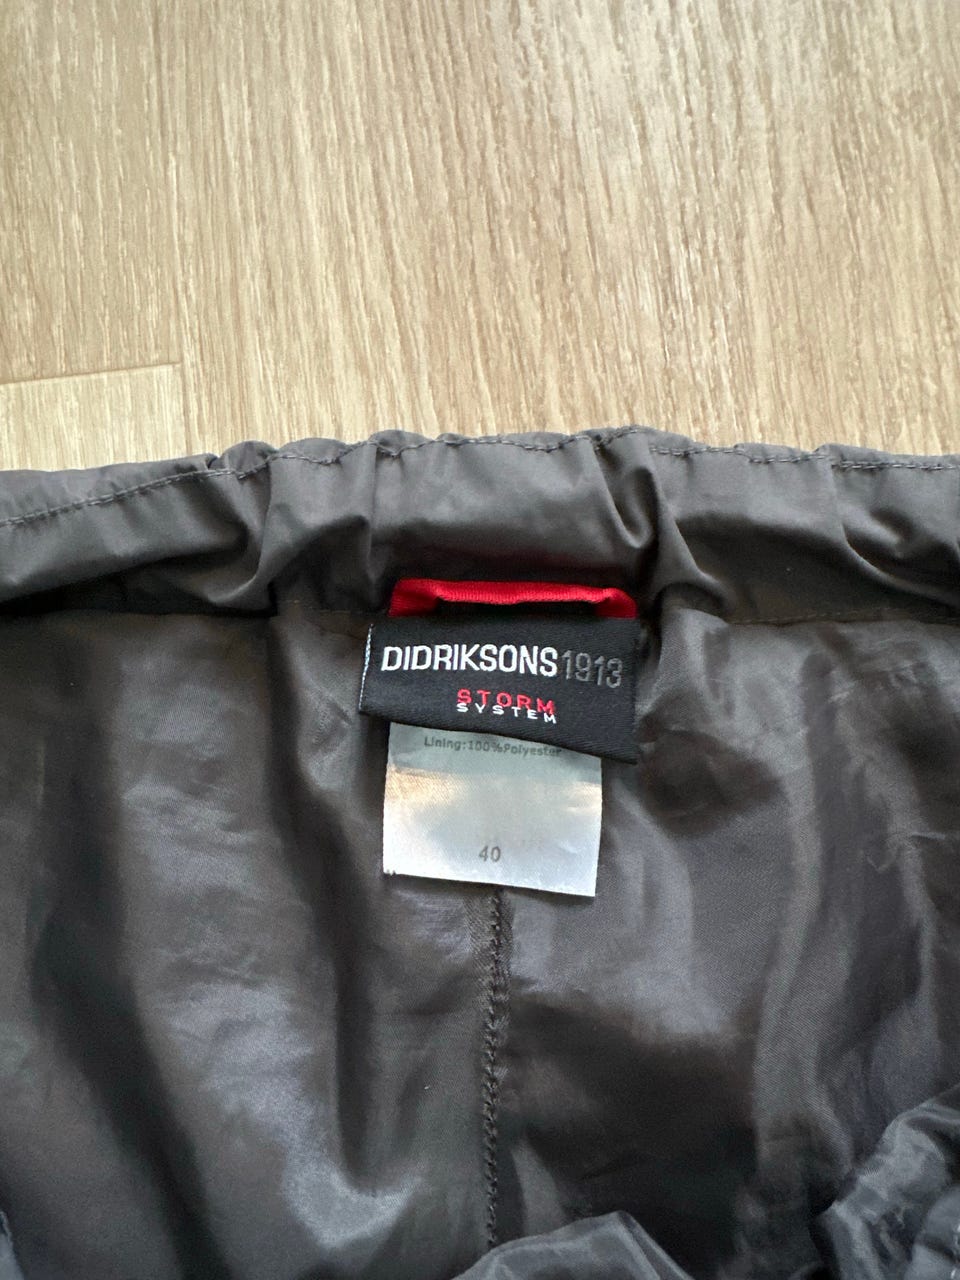 DIDRIKSONS1913
STORM
SYSTEM
Lining:100%Polyester
40